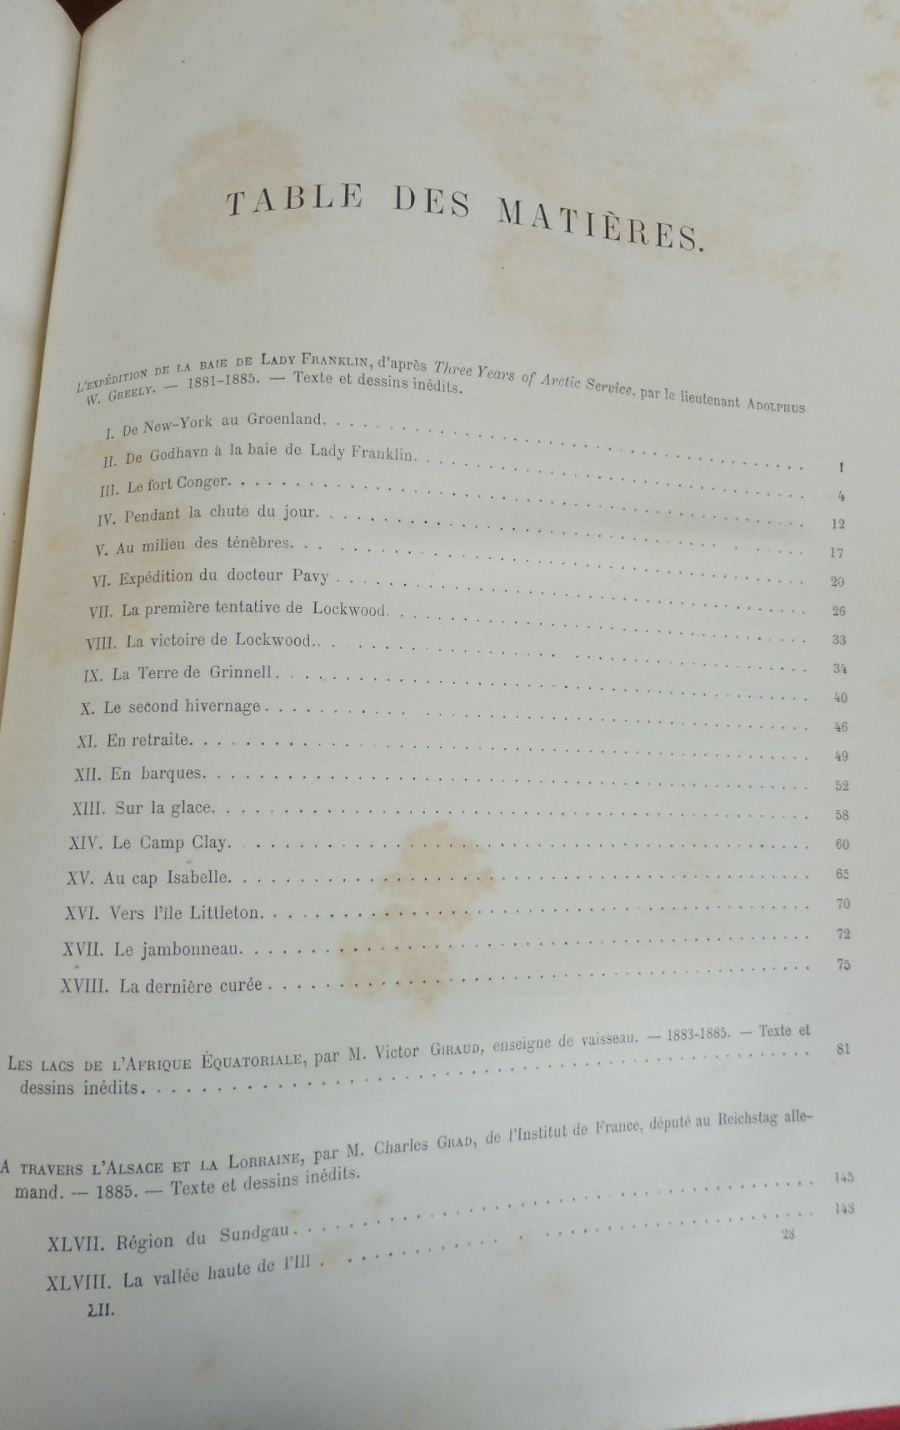 TABLE DES MATIÈRES.
L'EXPÉDITION DE LA BAIE DE LADY FRANKLIN, d'après Three Years of Arctic Service, par le lieutenant ADOLPHUS
W. GREELY. — 1881-1885. — Texte et dessins inédits.
I. De New-York au Groenland. 1
II. De Godhavn à la baie de Lady Franklin. 4
III. Le fort Conger. 12
IV. Pendant la chute du jour. 17
V. Au milieu des ténèbres. 20
VI. Expédition du docteur Pavy 26
VII. La première tentative de Lockwood. 33
VIII. La victoire de Lockwood. 34
IX. La Terre de Grinnell. 40
X. Le second hivernage. 46
XI. En retraite. 49
XII. En barques. 52
XIII. Sur la glace. 58
XIV. Le Camp Clay. 60
XV. Au cap Isabelle.
XVI. Vers l'île Littleton. 70
XVII. Le jambonneau. 72
XVIII. La dernière curée 75
LES LACS DE L'AFRIQUE ÉQUATORIALE, par M. Victor GIRAUD, enseigne de vaisseau. — 1883-1885. — Texte et
dessins inédits. 81
A TRAVERS L'ALSACE ET LA LORRAINE, par M. Charles GRAD, de l'Institut de France, député au Reichstag alle-
mand. — 1885. — Texte et dessins inédits.
XLVII. Région du Sundgau. 145
XLVIII. La vallée haute de l'Ill 148
LII. 28